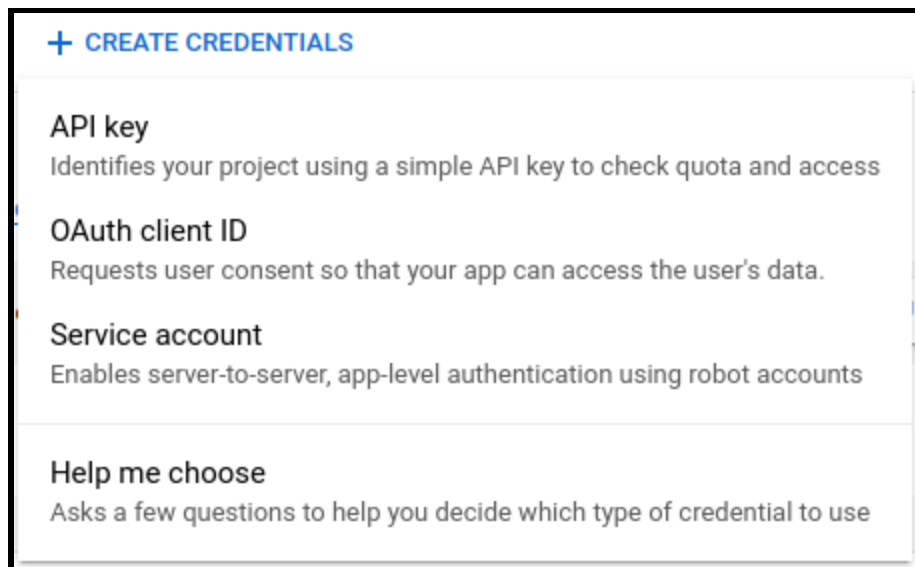 + CREATE CREDENTIALS
API key
Identifies your project using a simple API key to check quota and access
OAuth client ID
Requests user consent so that your app can access the user's data.
Service account
Enables server-to-server, app-level authentication using robot accounts
Help me choose
Asks a few questions to help you decide which type of credential to use